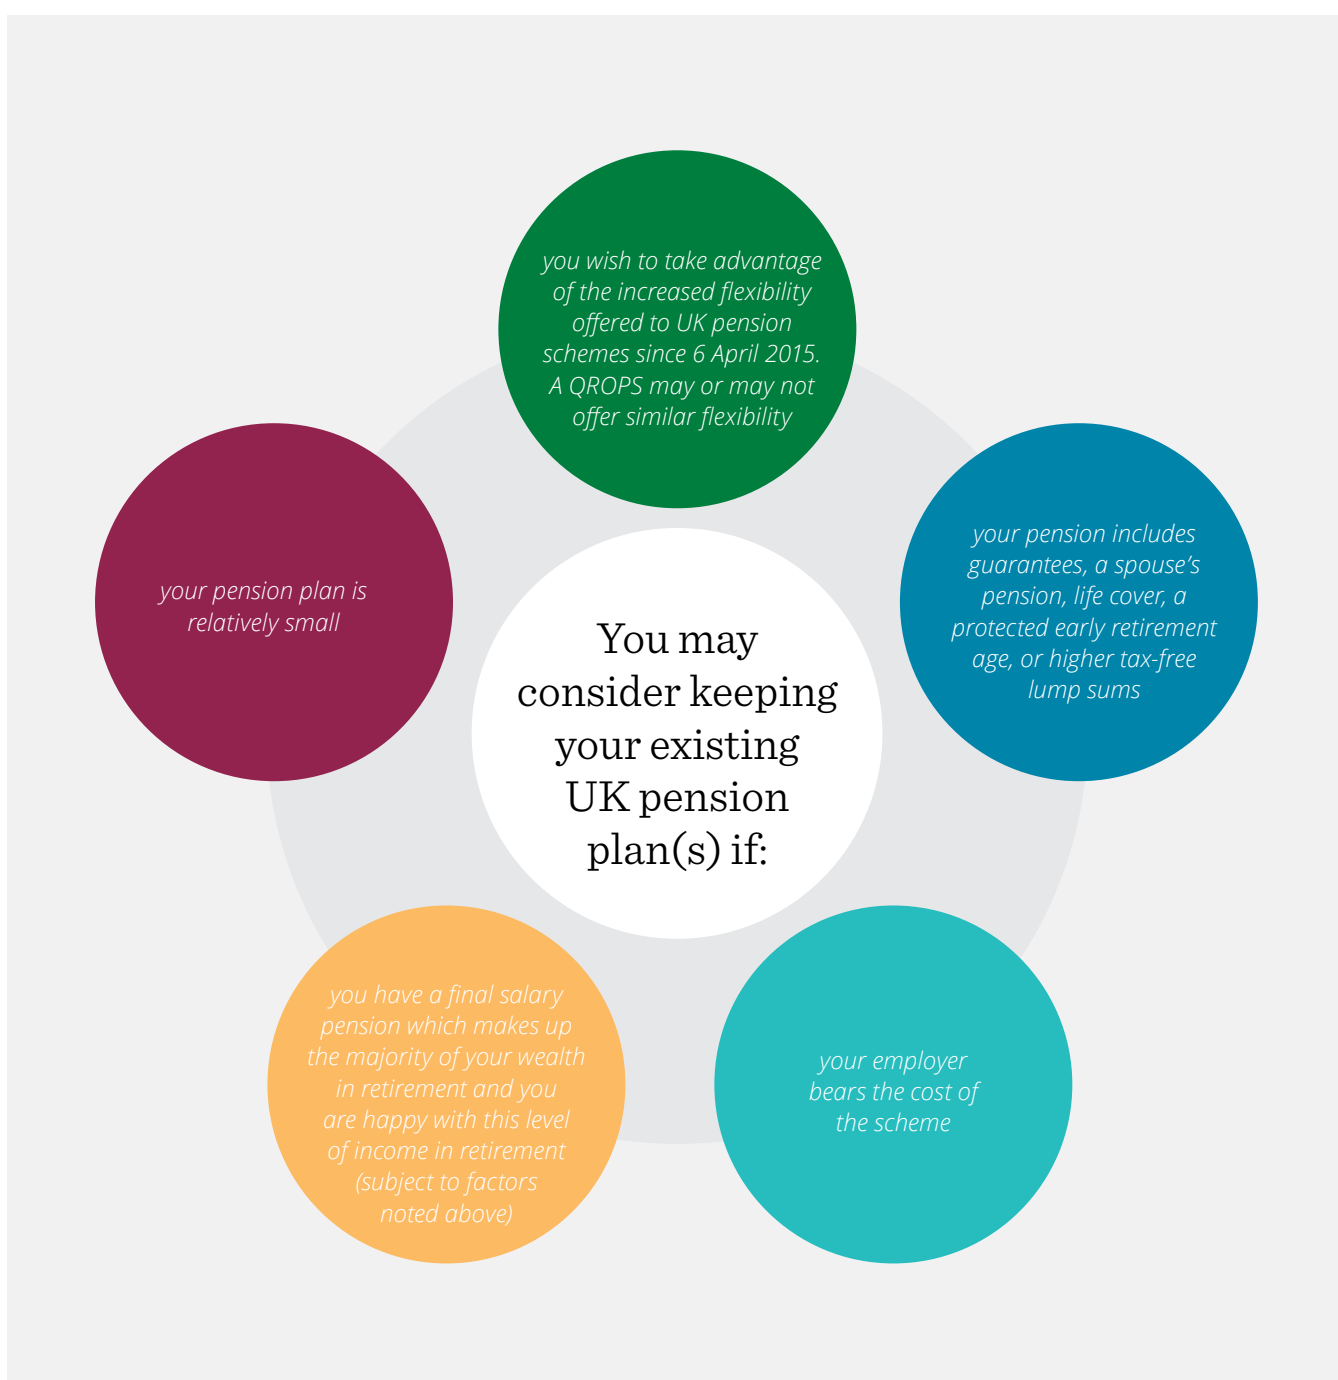 you wish to take advantage
of the increased flexibility
offered to UK pension
schemes since 6 April 2015.
A QROPS may or may not
offer similar flexibility
your pension plan is
relatively small
your pension includes
guarantees, a spouse’s
pension, life cover, a
protected early retirement
age, or higher tax-free
lump sums
You may
consider keeping
your existing
UK pension
plan(s) if:
you have a final salary
pension which makes up
the majority of your wealth
in retirement and you
are happy with this level
of income in retirement
(subject to factors
noted above)
your employer
bears the cost of
the scheme